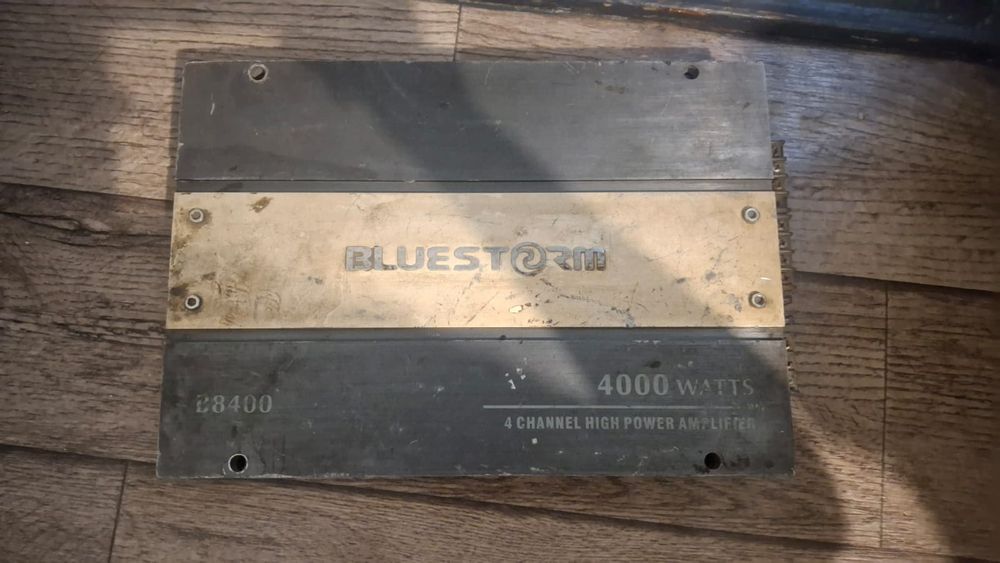 BLUESTORM
4000 WATTS
B8400
4 CHANNEL HIGH POWER AMPLIFIER